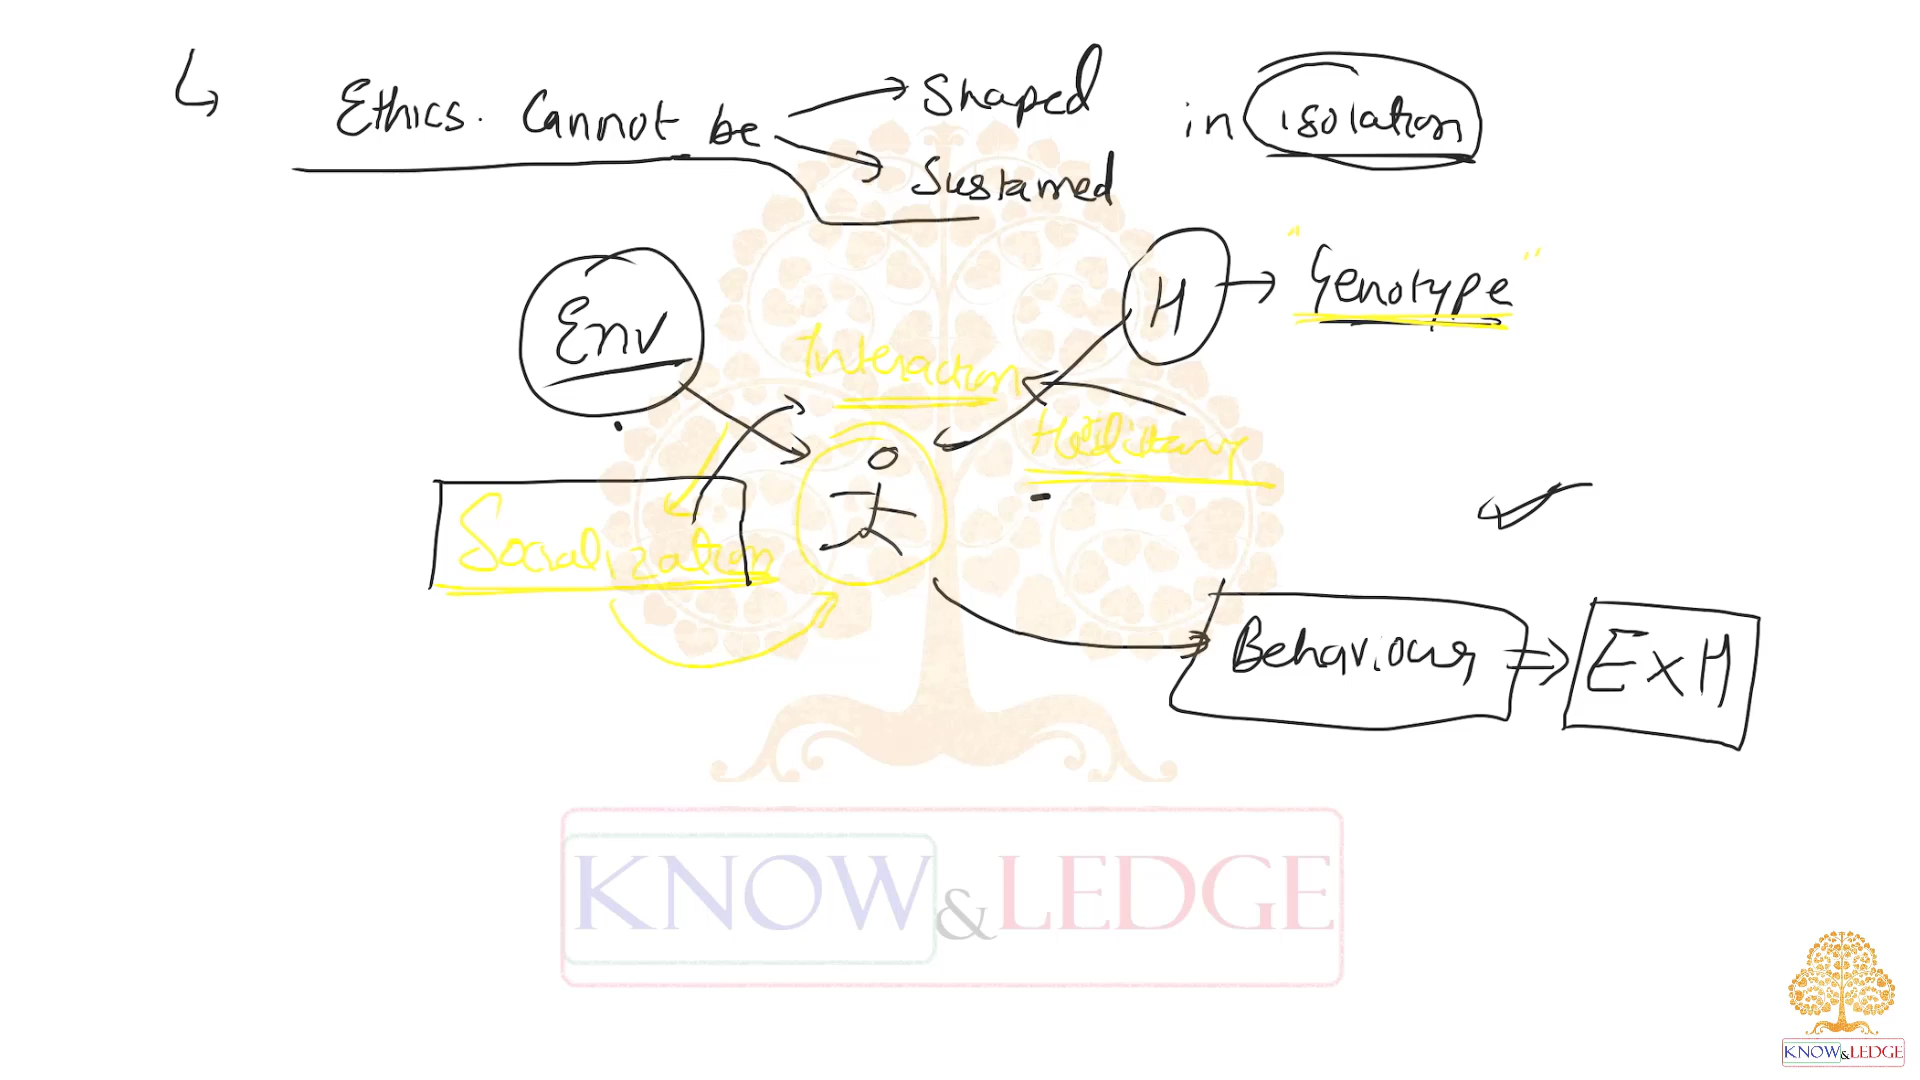 Ethics. Cannot be
Shaped
Sustained
in isolation
Env
H
"Genotype"
Interaction
Heriditary
Socialization
Behaviour
E x H
KNOW&LEDGE
KNOW&LEDGE